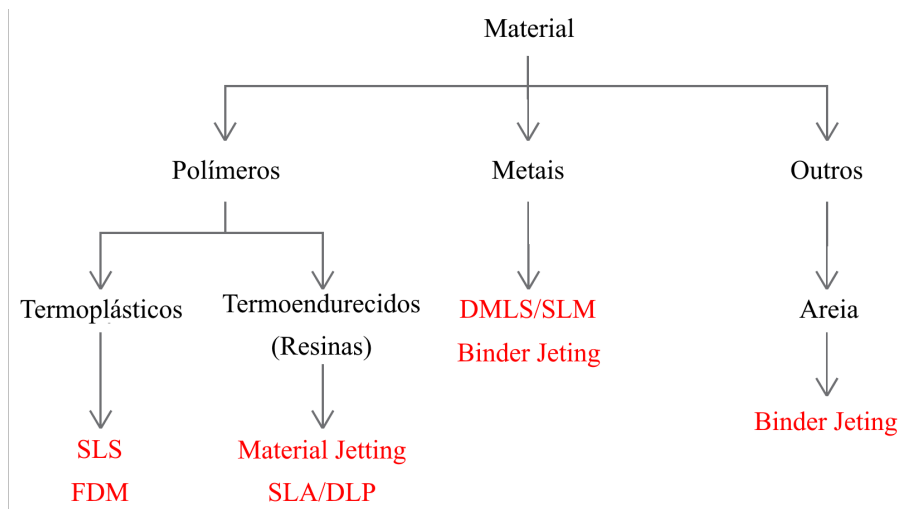 Material
Polímeros
Metais
Outros
Termoplásticos
Termoendurecidos
(Resinas)
DMLS/SLM
Binder Jeting
Areia
Binder Jeting
SLS
FDM
Material Jetting
SLA/DLP